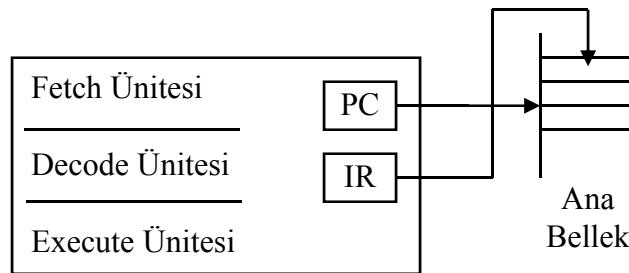 Fetch Ünitesi
PC
Decode Ünitesi
IR
Execute Ünitesi
Ana
Bellek